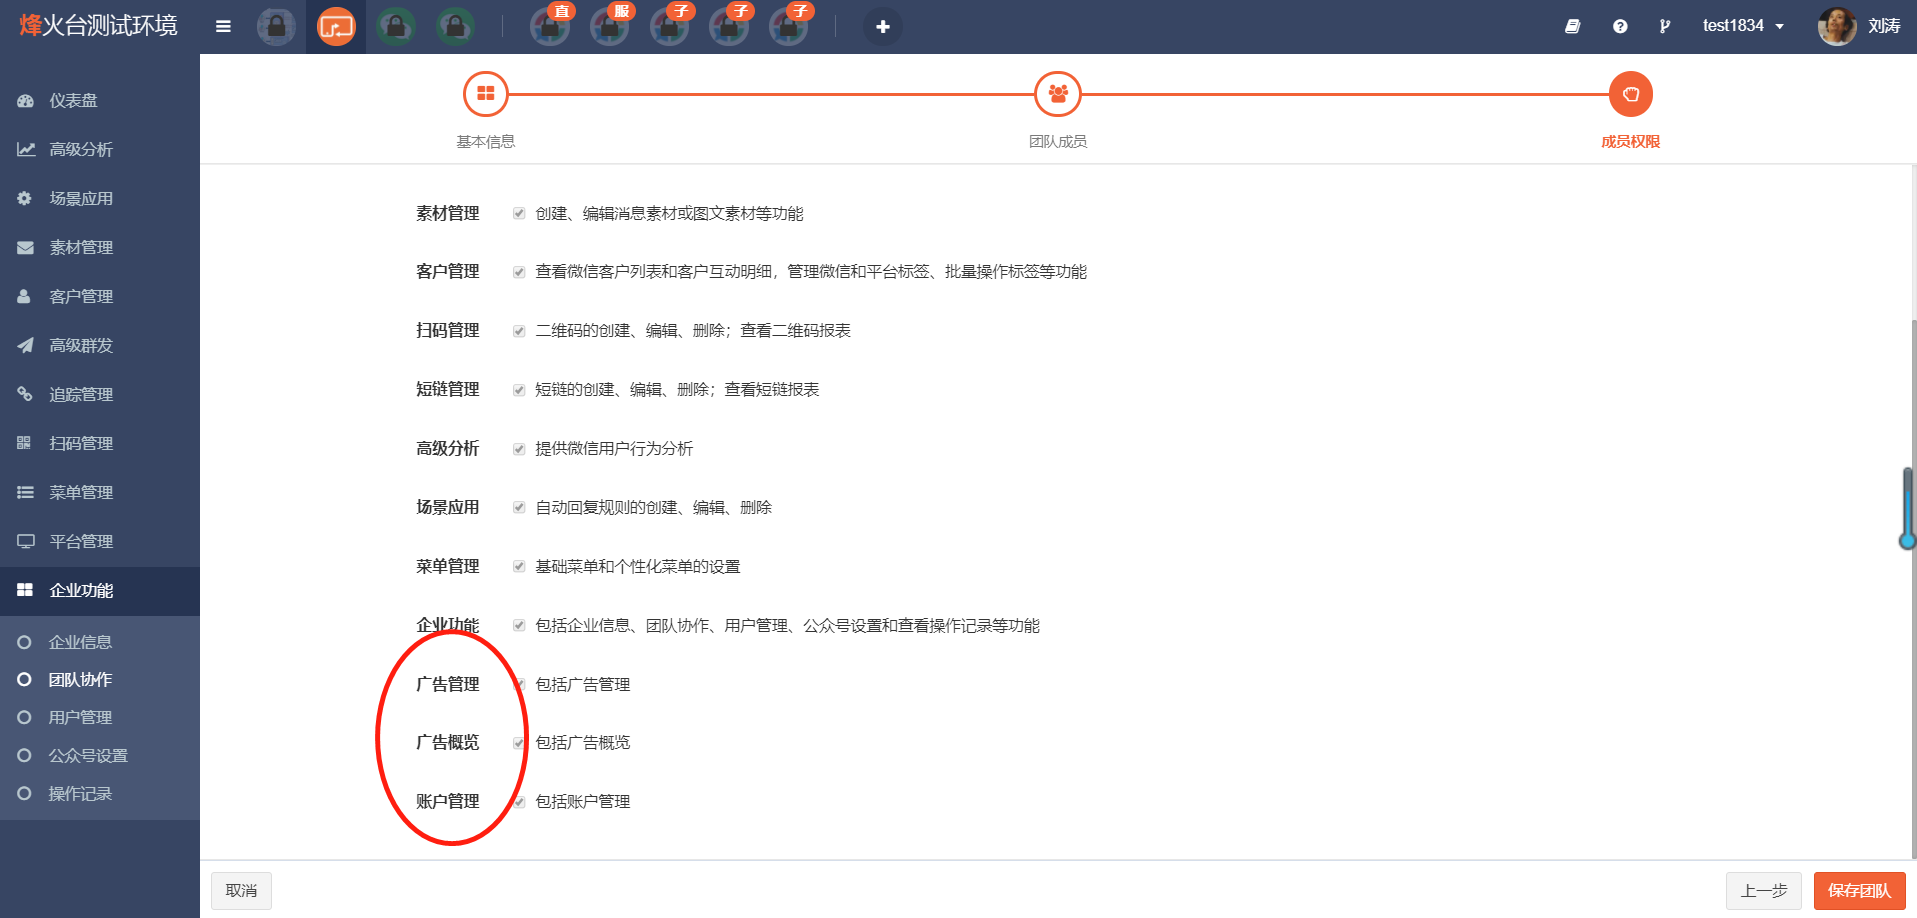 烽火台测试环境
直
服
子
子
子
test1834
刘涛
仪表盘
高级分析
场景应用
素材管理
客户管理
高级群发
追踪管理
扫码管理
菜单管理
平台管理
企业功能
企业信息
团队协作
用户管理
公众号设置
操作记录
基本信息
团队成员
成员权限
素材管理 创建、编辑消息素材或图文素材等功能
客户管理 查看微信客户列表和客户互动明细，管理微信和平台标签、批量操作标签等功能
扫码管理 二维码的创建、编辑、删除；查看二维码报表
短链管理 短链的创建、编辑、删除；查看短链报表
高级分析 提供微信用户行为分析
场景应用 自动回复规则的创建、编辑、删除
菜单管理 基础菜单和个性化菜单的设置
企业功能 包括企业信息、团队协作、用户管理、公众号设置和查看操作记录等功能
广告管理 包括广告管理
广告概览 包括广告概览
账户管理 包括账户管理
取消
上一步
保存团队